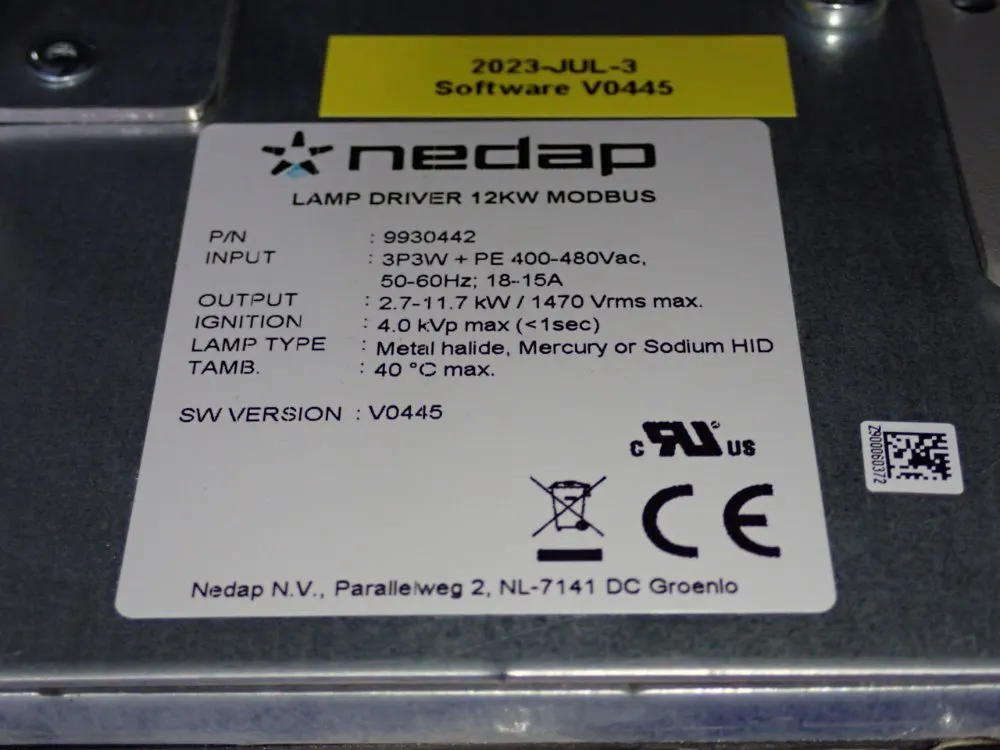 2023-JUL-3
Software V0445
nedap
LAMP DRIVER 12KW MODBUS
P/N : 9930442
INPUT : 3P3W + PE 400-480Vac,
50-60Hz; 18-15A
OUTPUT : 2.7-11.7 kW / 1470 Vrms max.
IGNITION : 4.0 kVp max (<1sec)
LAMP TYPE : Metal halide, Mercury or Sodium HID
TAMB. : 40 °C max.
SW VERSION : V0445
c RU US
CE
Z900060372
Nedap N.V., Parallelweg 2, NL-7141 DC Groenlo